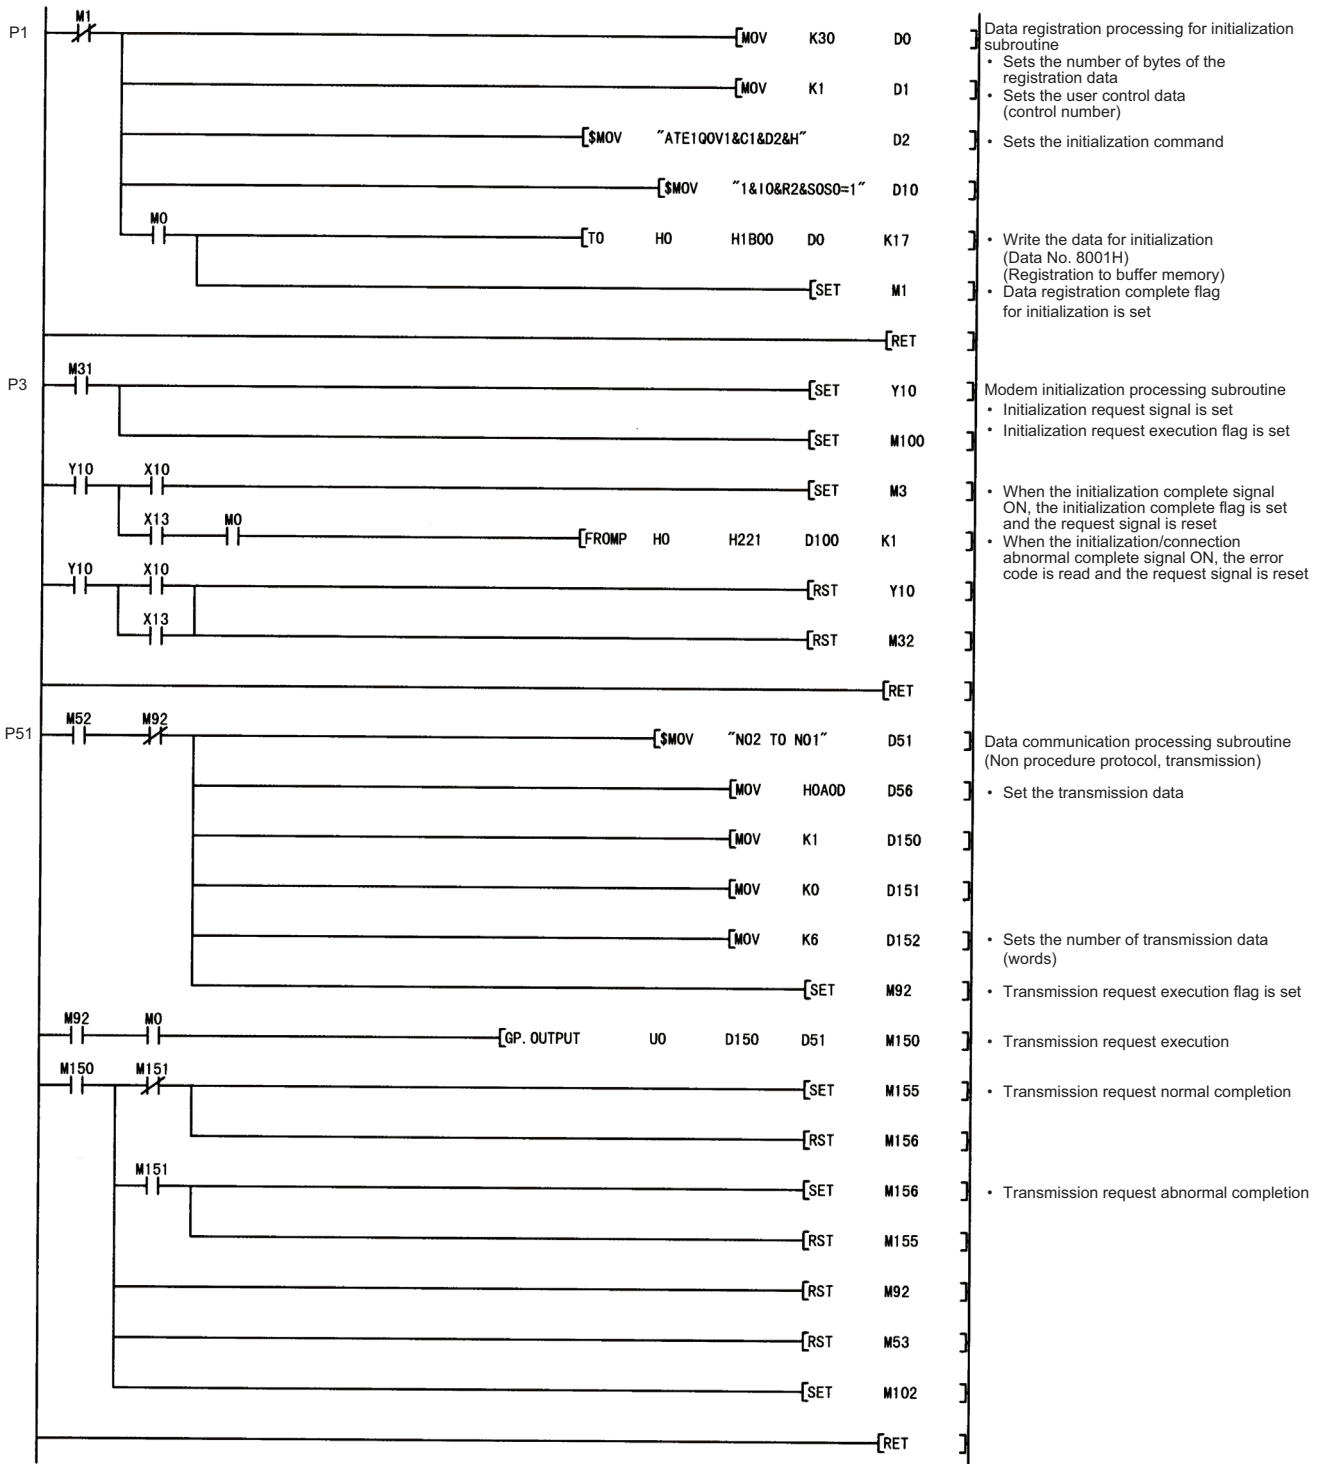 M1
P1 [MOV K30 D0 ] Data registration processing for initialization
subroutine
• Sets the number of bytes of the
registration data
[MOV K1 D1 ]
• Sets the user control data
(control number)
[$MOV "ATE1Q0V1&C1&D2&H" D2 ] • Sets the initialization command
[$MOV "1&I0&R2&S0S0=1" D10 ]
M0
[TO H0 H1B00 D0 K17 ] • Write the data for initialization
(Data No. 8001H)
(Registration to buffer memory)
[SET M1 ] • Data registration complete flag
for initialization is set
[RET ]
M31
P3 [SET Y10 ] Modem initialization processing subroutine
• Initialization request signal is set
[SET M100 ] • Initialization request execution flag is set
Y10 X10
[SET M3 ] • When the initialization complete signal
ON, the initialization complete flag is set
and the request signal is reset
X13 M0
[FROMP H0 H221 D100 K1 ] • When the initialization/connection
abnormal complete signal ON, the error
code is read and the request signal is reset
Y10 X10
[RST Y10 ]
X13
[RST M32 ]
[RET ]
M52 M92
P51 [$MOV "NO2 TO NO1" D51 ] Data communication processing subroutine
(Non procedure protocol, transmission)
[MOV H0A0D D56 ] • Set the transmission data
[MOV K1 D150 ]
[MOV K0 D151 ]
[MOV K6 D152 ] • Sets the number of transmission data
(words)
[SET M92 ] • Transmission request execution flag is set
M92 M0
[GP.OUTPUT U0 D150 D51 M150 ] • Transmission request execution
M150 M151
[SET M155 ] • Transmission request normal completion
[RST M156 ]
M151
[SET M156 ] • Transmission request abnormal completion
[RST M155 ]
[RST M92 ]
[RST M53 ]
[SET M102 ]
[RET ]